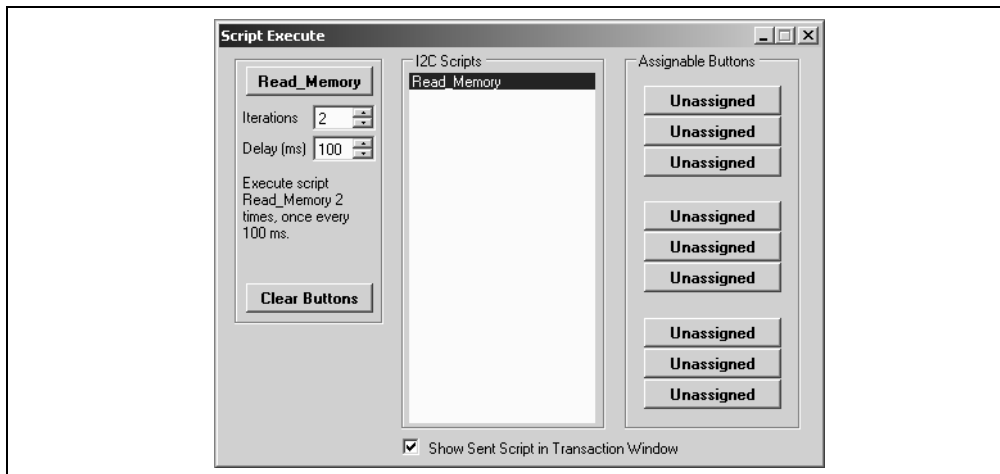 Script Execute
Read_Memory
Iterations 2
Delay (ms) 100
Execute script
Read_Memory 2
times, once every
100 ms.
Clear Buttons
I2C Scripts
Read_Memory
Assignable Buttons
Unassigned
Unassigned
Unassigned
Unassigned
Unassigned
Unassigned
Unassigned
Unassigned
Unassigned
Show Sent Script in Transaction Window